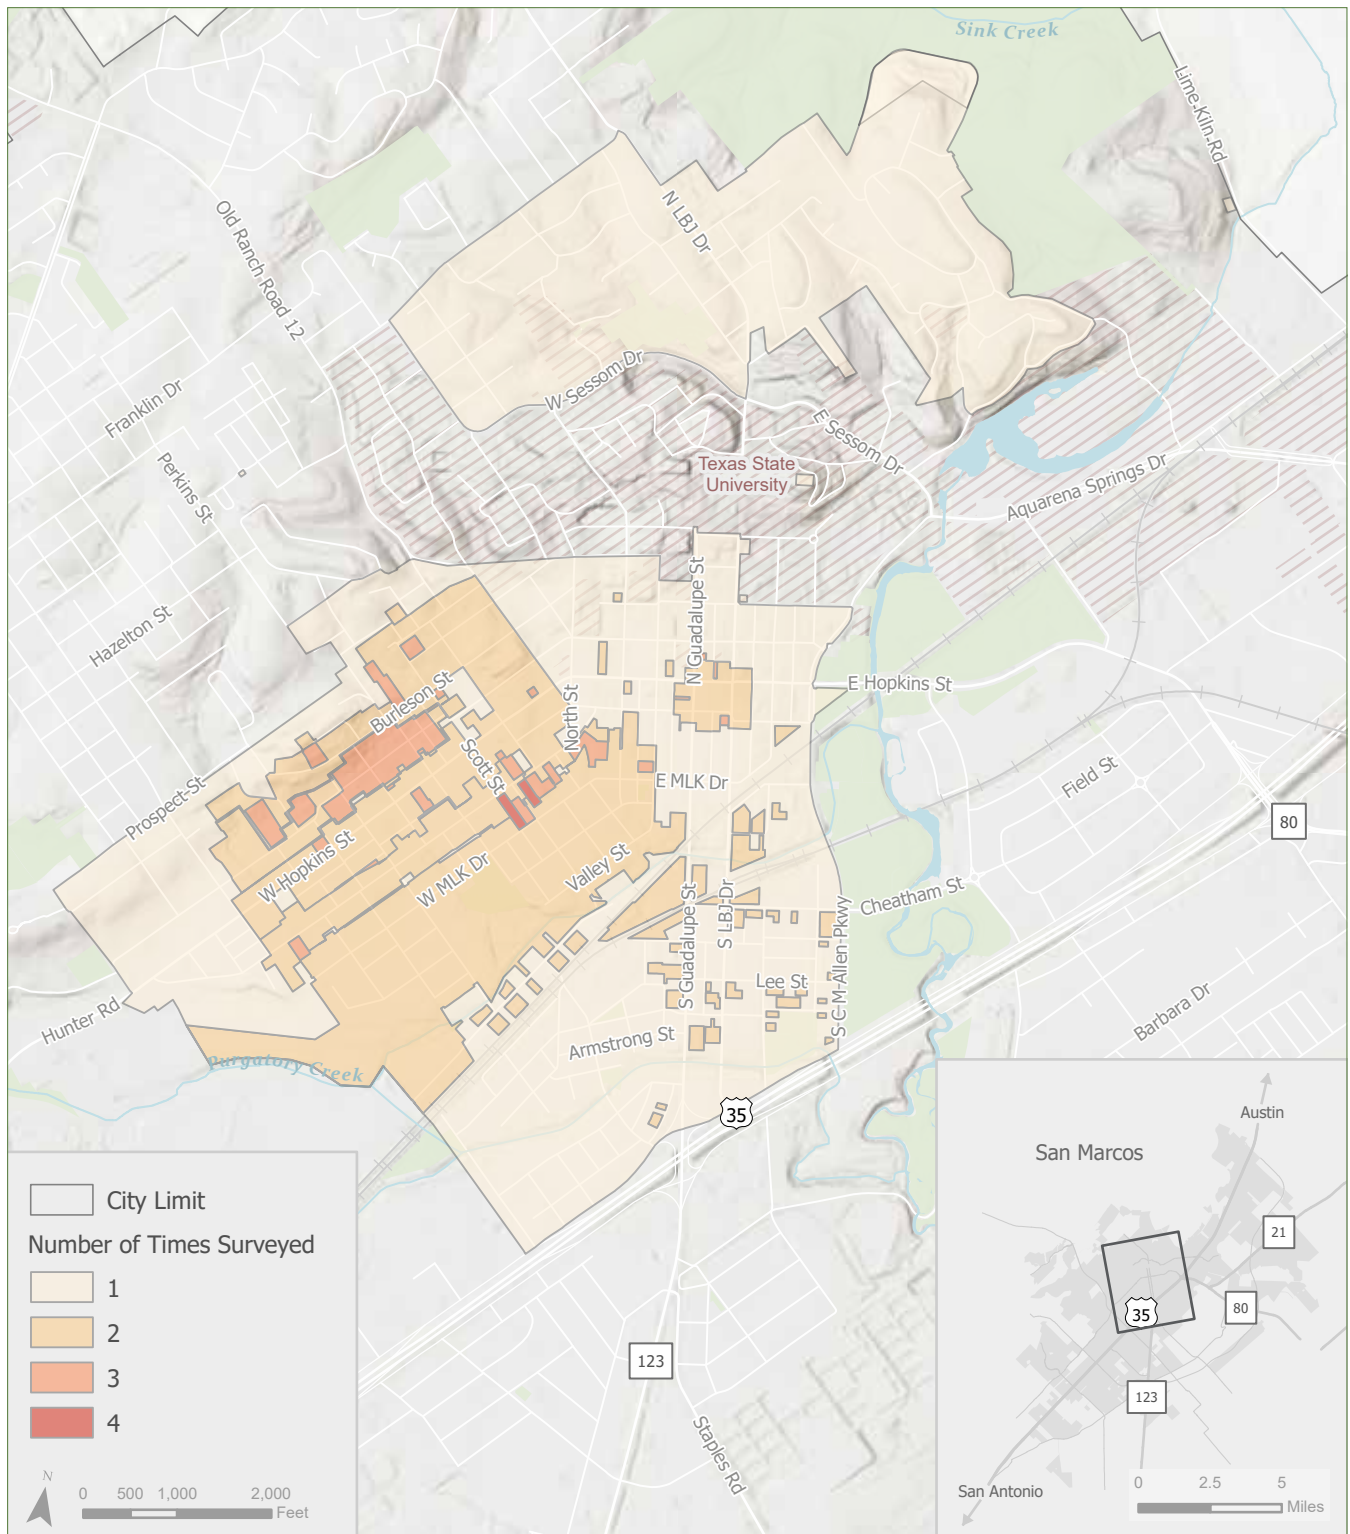 Sink Creek
Lime Kiln Rd
N LBJ Dr
Old Ranch Road 12
W Sessom Dr
Franklin Dr
E Sessom Dr
Texas State
University
Perkins St
Aquarena Springs Dr
N Guadalupe St
Hazelton St
E Hopkins St
Burleson St
North St
Scott St
E MLK Dr
Field St
Prospect St
80
W Hopkins St
Valley St
W MLK Dr
Cheatham St
S Guadalupe St
S LBJ Dr
S C M Allen Pkwy
Lee St
Hunter Rd
Barbara Dr
Armstrong St
Purgatory Creek
35
Austin
San Marcos
City Limit
21
Number of Times Surveyed
1
2
3
4
80
35
123
123
Staples Rd
San Antonio
N
0 500 1,000 2,000
Feet
0 2.5 5
Miles